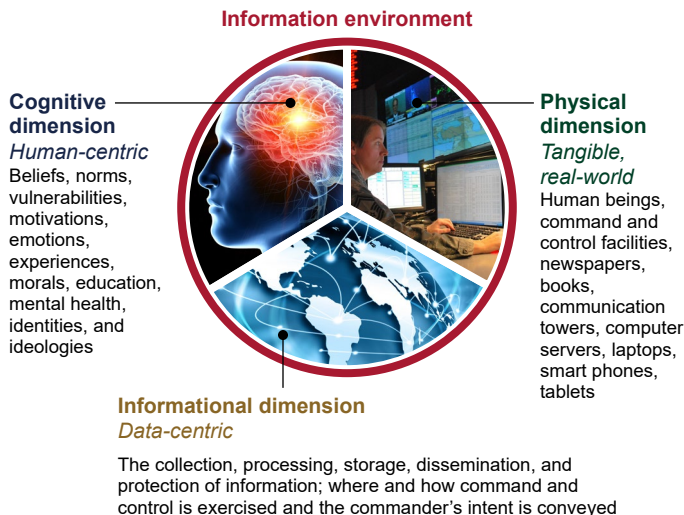 Information environment
Cognitive
dimension
Human-centric
Beliefs, norms,
vulnerabilities,
motivations,
emotions,
experiences,
morals, education,
mental health,
identities, and
ideologies
Physical
dimension
Tangible,
real-world
Human beings,
command and
control facilities,
newspapers,
books,
communication
towers, computer
servers, laptops,
smart phones,
tablets
Informational dimension
Data-centric
The collection, processing, storage, dissemination, and
protection of information; where and how command and
control is exercised and the commander’s intent is conveyed